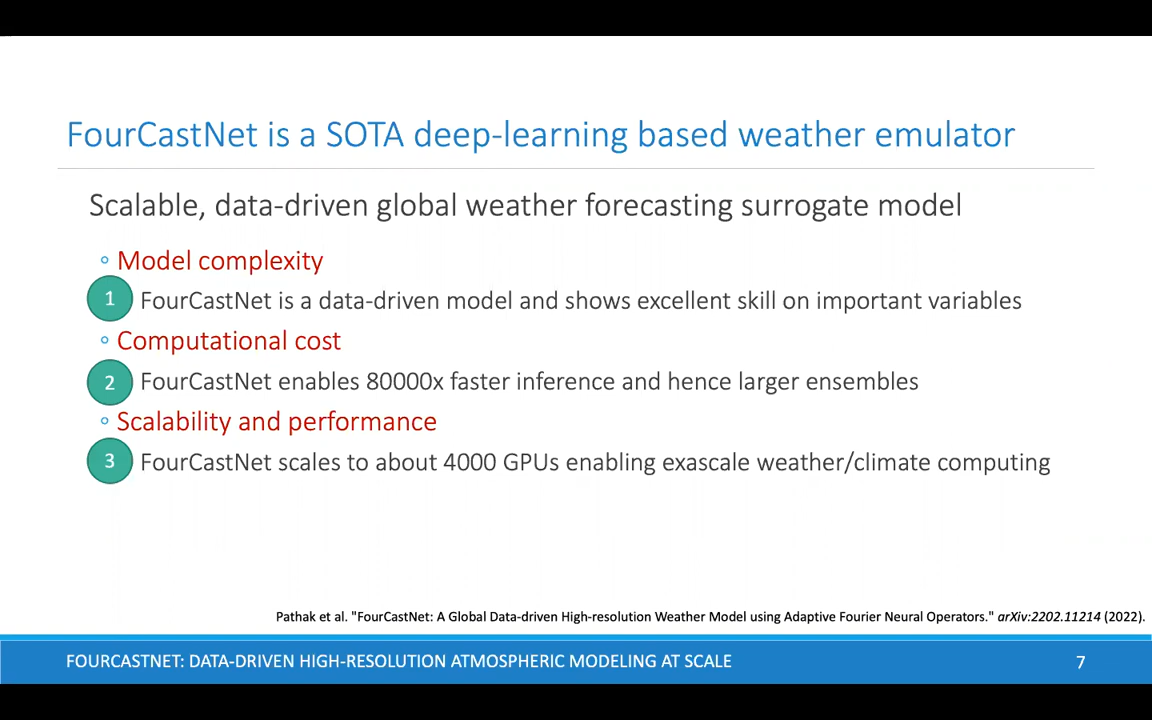 FourCastNet is a SOTA deep-learning based weather emulator
Scalable, data-driven global weather forecasting surrogate model
◦ Model complexity
1 FourCastNet is a data-driven model and shows excellent skill on important variables
◦ Computational cost
2 FourCastNet enables 80000x faster inference and hence larger ensembles
◦ Scalability and performance
3 FourCastNet scales to about 4000 GPUs enabling exascale weather/climate computing
Pathak et al. "FourCastNet: A Global Data-driven High-resolution Weather Model using Adaptive Fourier Neural Operators." arXiv:2202.11214 (2022).
FOURCASTNET: DATA-DRIVEN HIGH-RESOLUTION ATMOSPHERIC MODELING AT SCALE 7